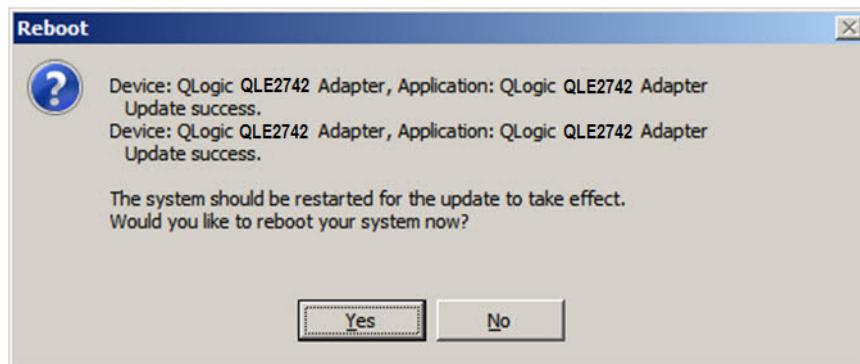 Reboot
?
Device: QLogic QLE2742 Adapter, Application: QLogic QLE2742 Adapter
Update success.
Device: QLogic QLE2742 Adapter, Application: QLogic QLE2742 Adapter
Update success.
The system should be restarted for the update to take effect.
Would you like to reboot your system now?
Yes No